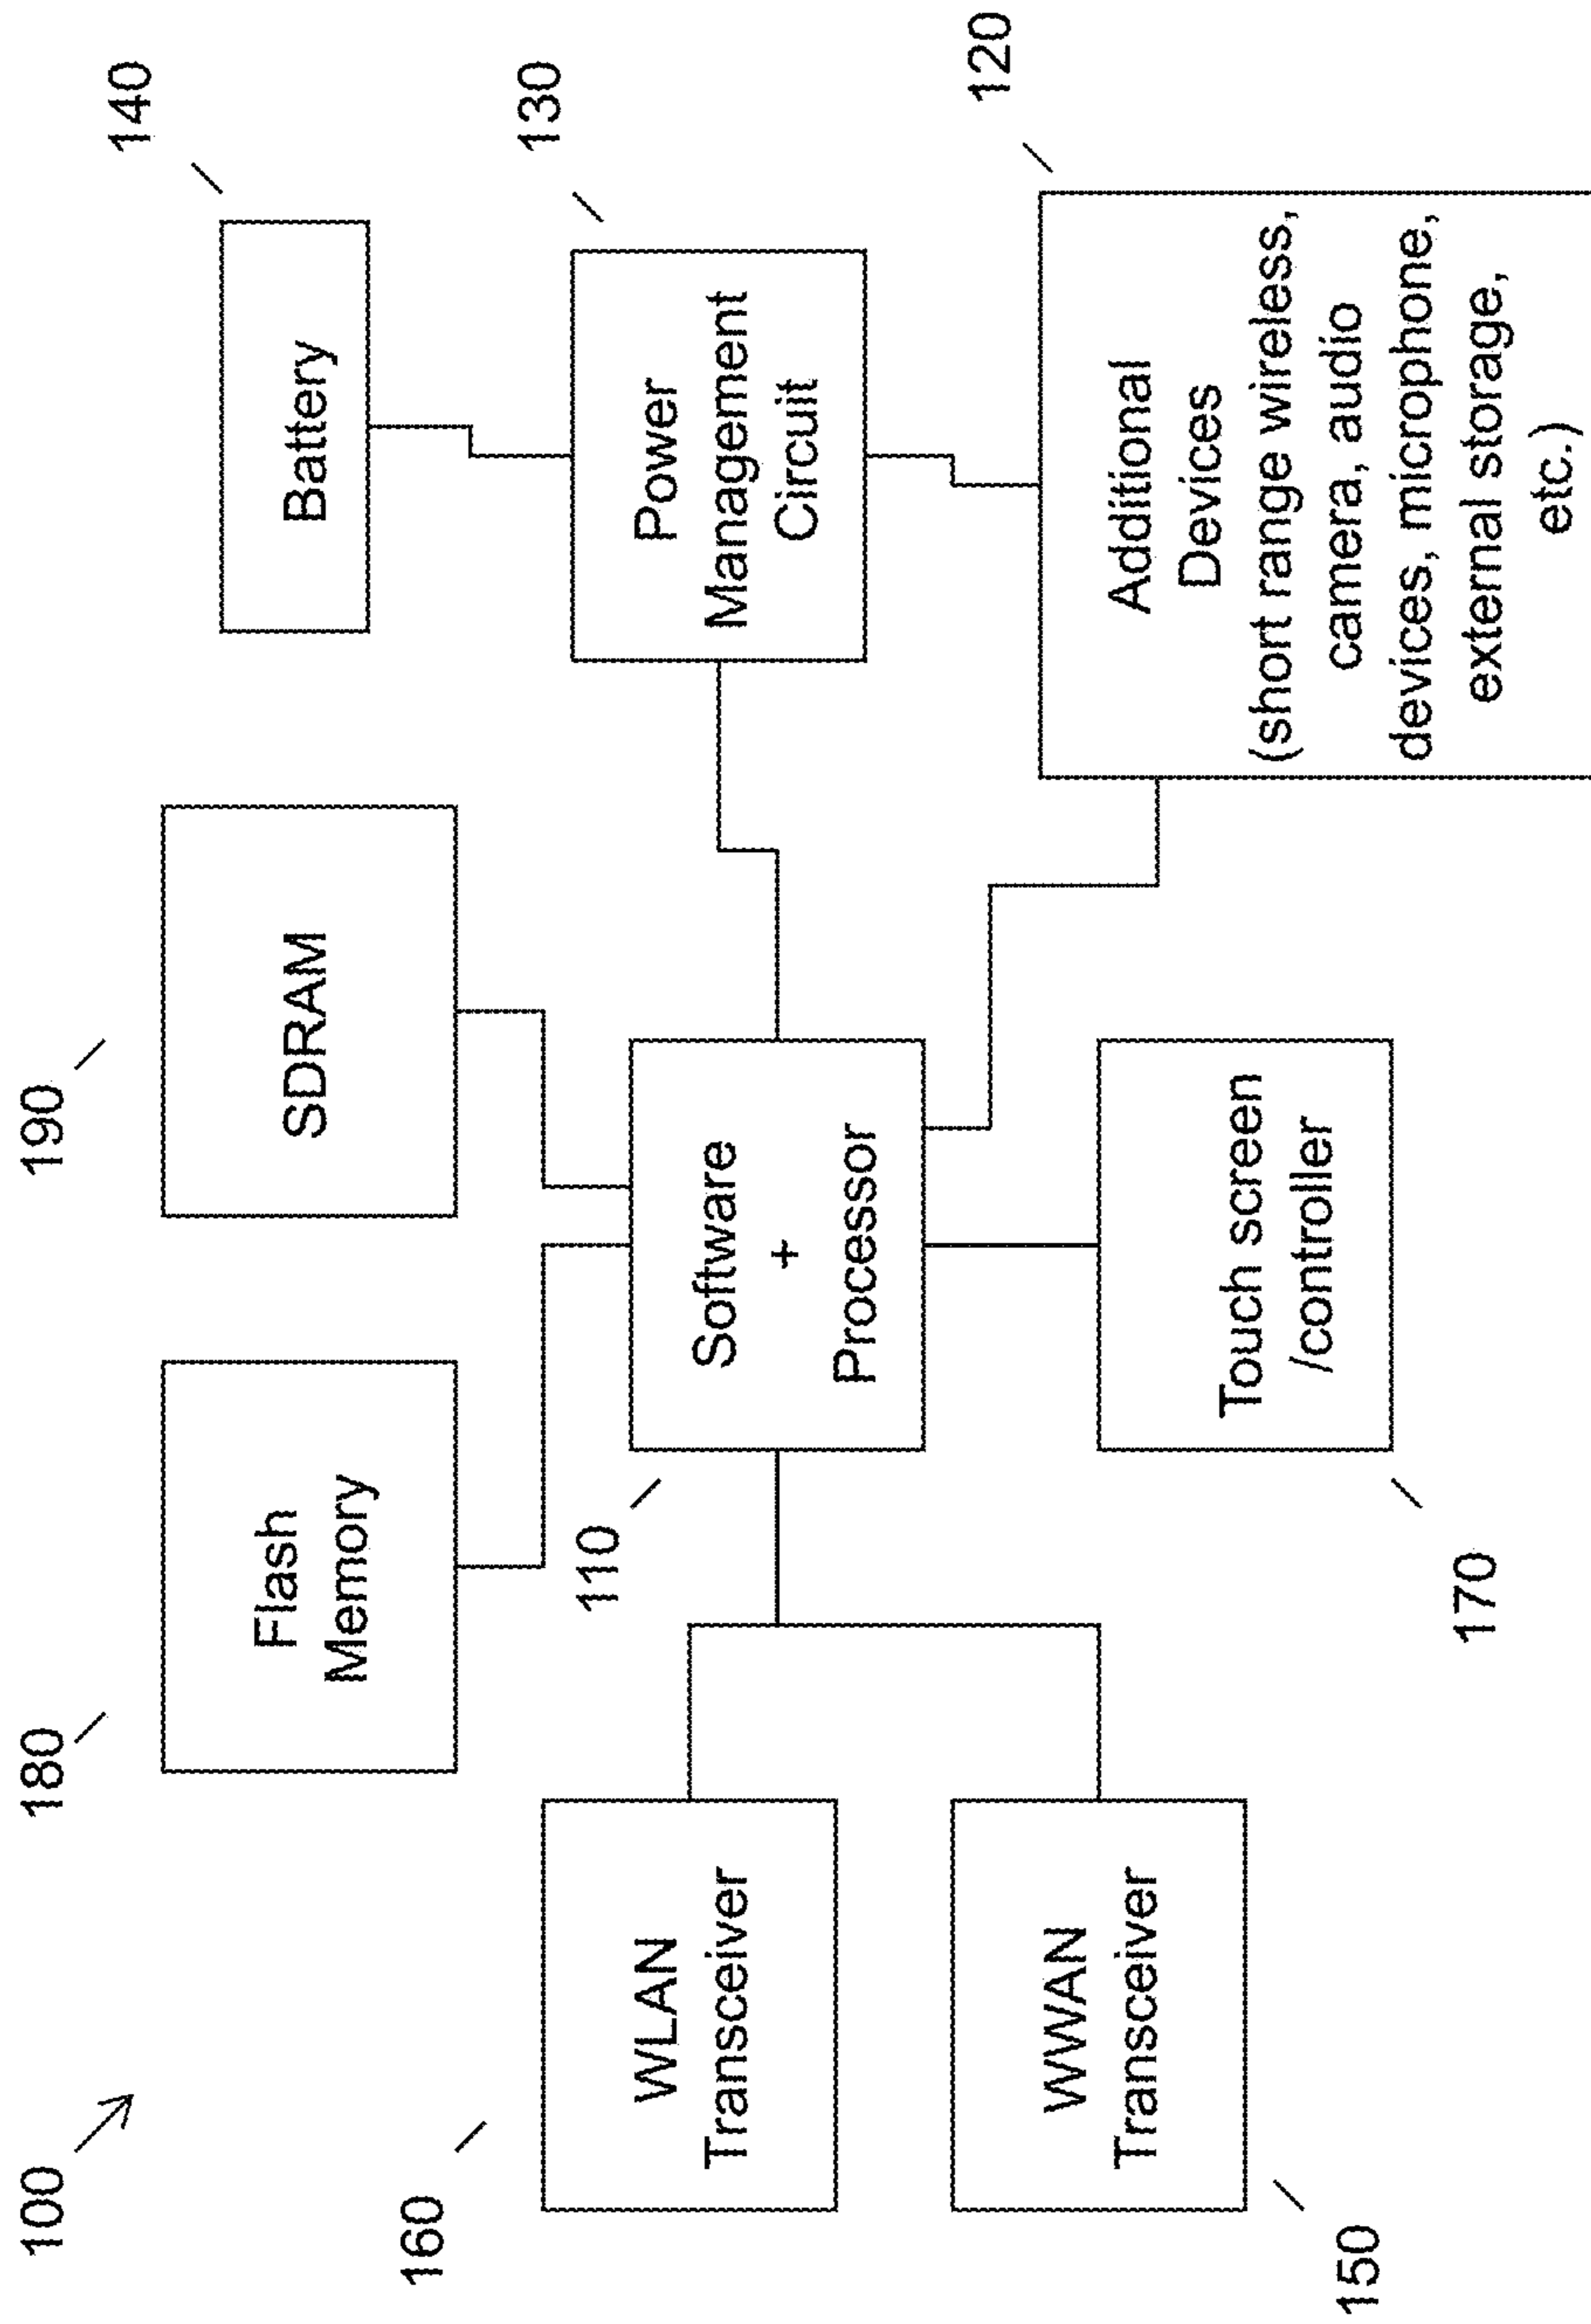 100
180
Flash
Memory
190
SDRAM
140
Battery
160
WLAN
Transceiver
110
Software
+
Processor
130
Power
Management
Circuit
150
WWAN
Transceiver
170
Touch screen
/controller
120
Additional
Devices
(short range wireless,
camera, audio
devices, microphone,
external storage,
etc.)